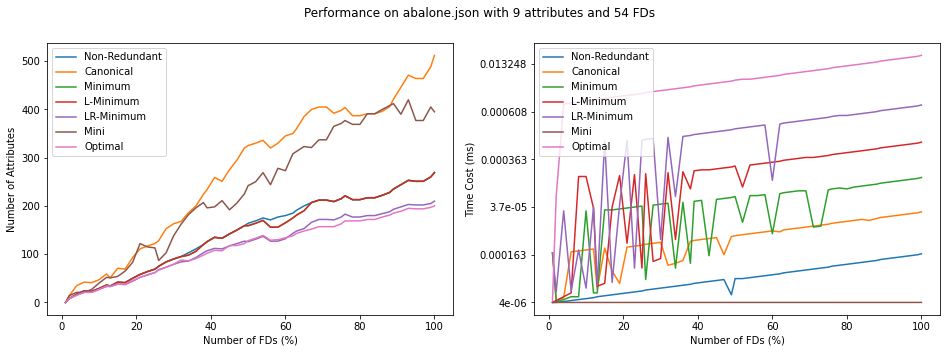 Performance on abalone.json with 9 attributes and 54 FDs
Number of Attributes
500
400
300
200
100
0
Non-Redundant
Canonical
Minimum
L-Minimum
LR-Minimum
Mini
Optimal
0 20 40 60 80 100
Number of FDs (%)
Time Cost (ms)
0.013248
0.000608
0.000363
3.7e-05
0.000163
4e-06
Non-Redundant
Canonical
Minimum
L-Minimum
LR-Minimum
Mini
Optimal
0 20 40 60 80 100
Number of FDs (%)